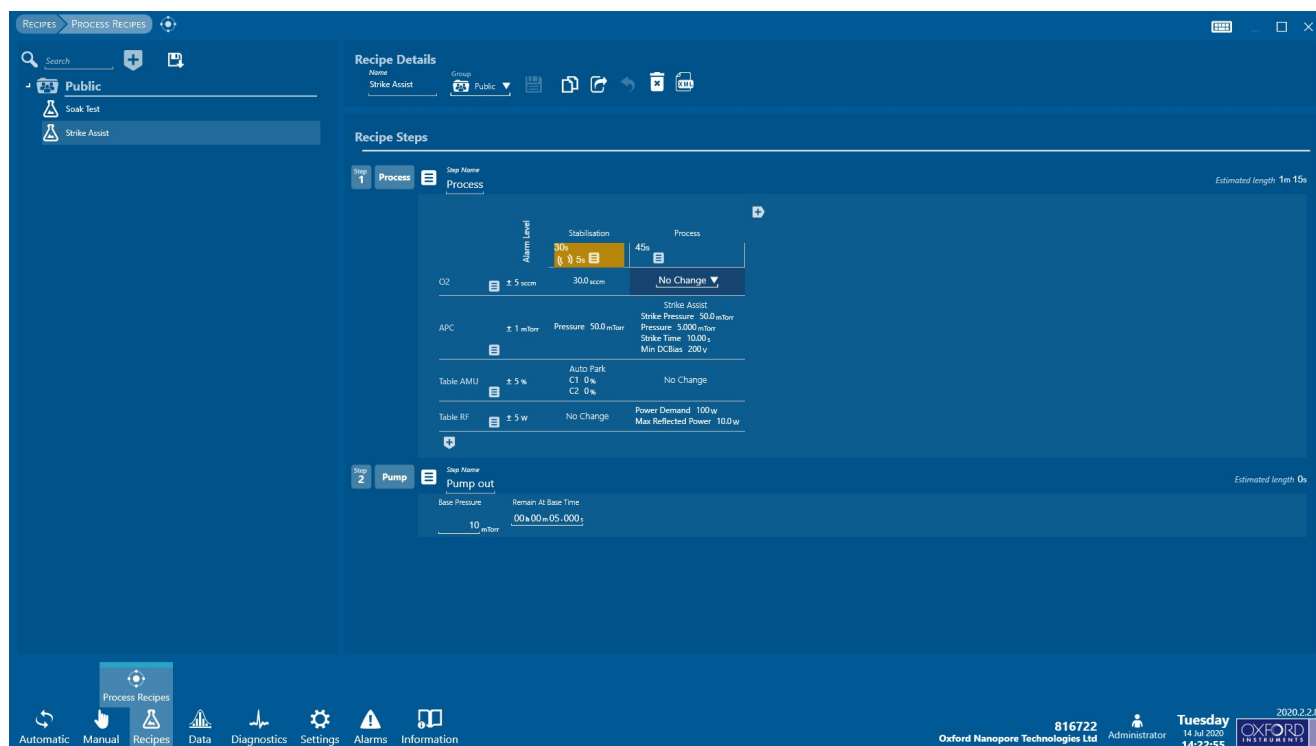 RECIPES PROCESS RECIPES
Search
Public
Soak Test
Strike Assist
Recipe Details
Name Group
Strike Assist Public XML
Recipe Steps
Step 1 Process Step Name
Process
Estimated length 1m 15s
Alarm Level
Stabilisation Process
30s 45s
5s
O2 ± 5 sccm 30.0 sccm No Change
Strike Assist
Strike Pressure 50.0 mTorr
APC ± 1 mTorr Pressure 50.0 mTorr Pressure 5.000 mTorr
Strike Time 10.00 s
Min DCBias 200 V
Auto Park
Table AMU ± 5 % C1 0 % No Change
C2 0 %
Table RF ± 5 W No Change Power Demand 100 W
Max Reflected Power 10.0 W
Step 2 Pump Step Name
Pump out
Estimated length 0s
Base Pressure Remain At Base Time
10 mTorr 00h00m05.000s
Process Recipes
Automatic Manual Recipes Data Diagnostics Settings Alarms Information
816722
Oxford Nanopore Technologies Ltd
Administrator
Tuesday
14 Jul 2020
14:22:55
OXFORD
INSTRUMENTS